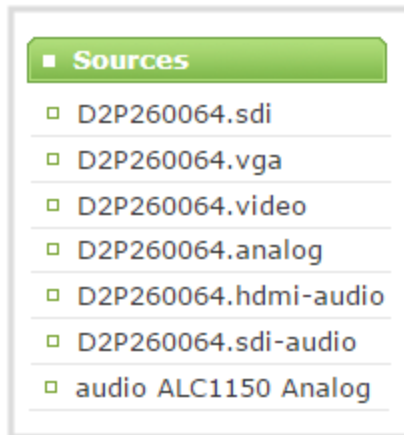 Sources
D2P260064.sdi
D2P260064.vga
D2P260064.video
D2P260064.analog
D2P260064.hdmi-audio
D2P260064.sdi-audio
audio ALC1150 Analog